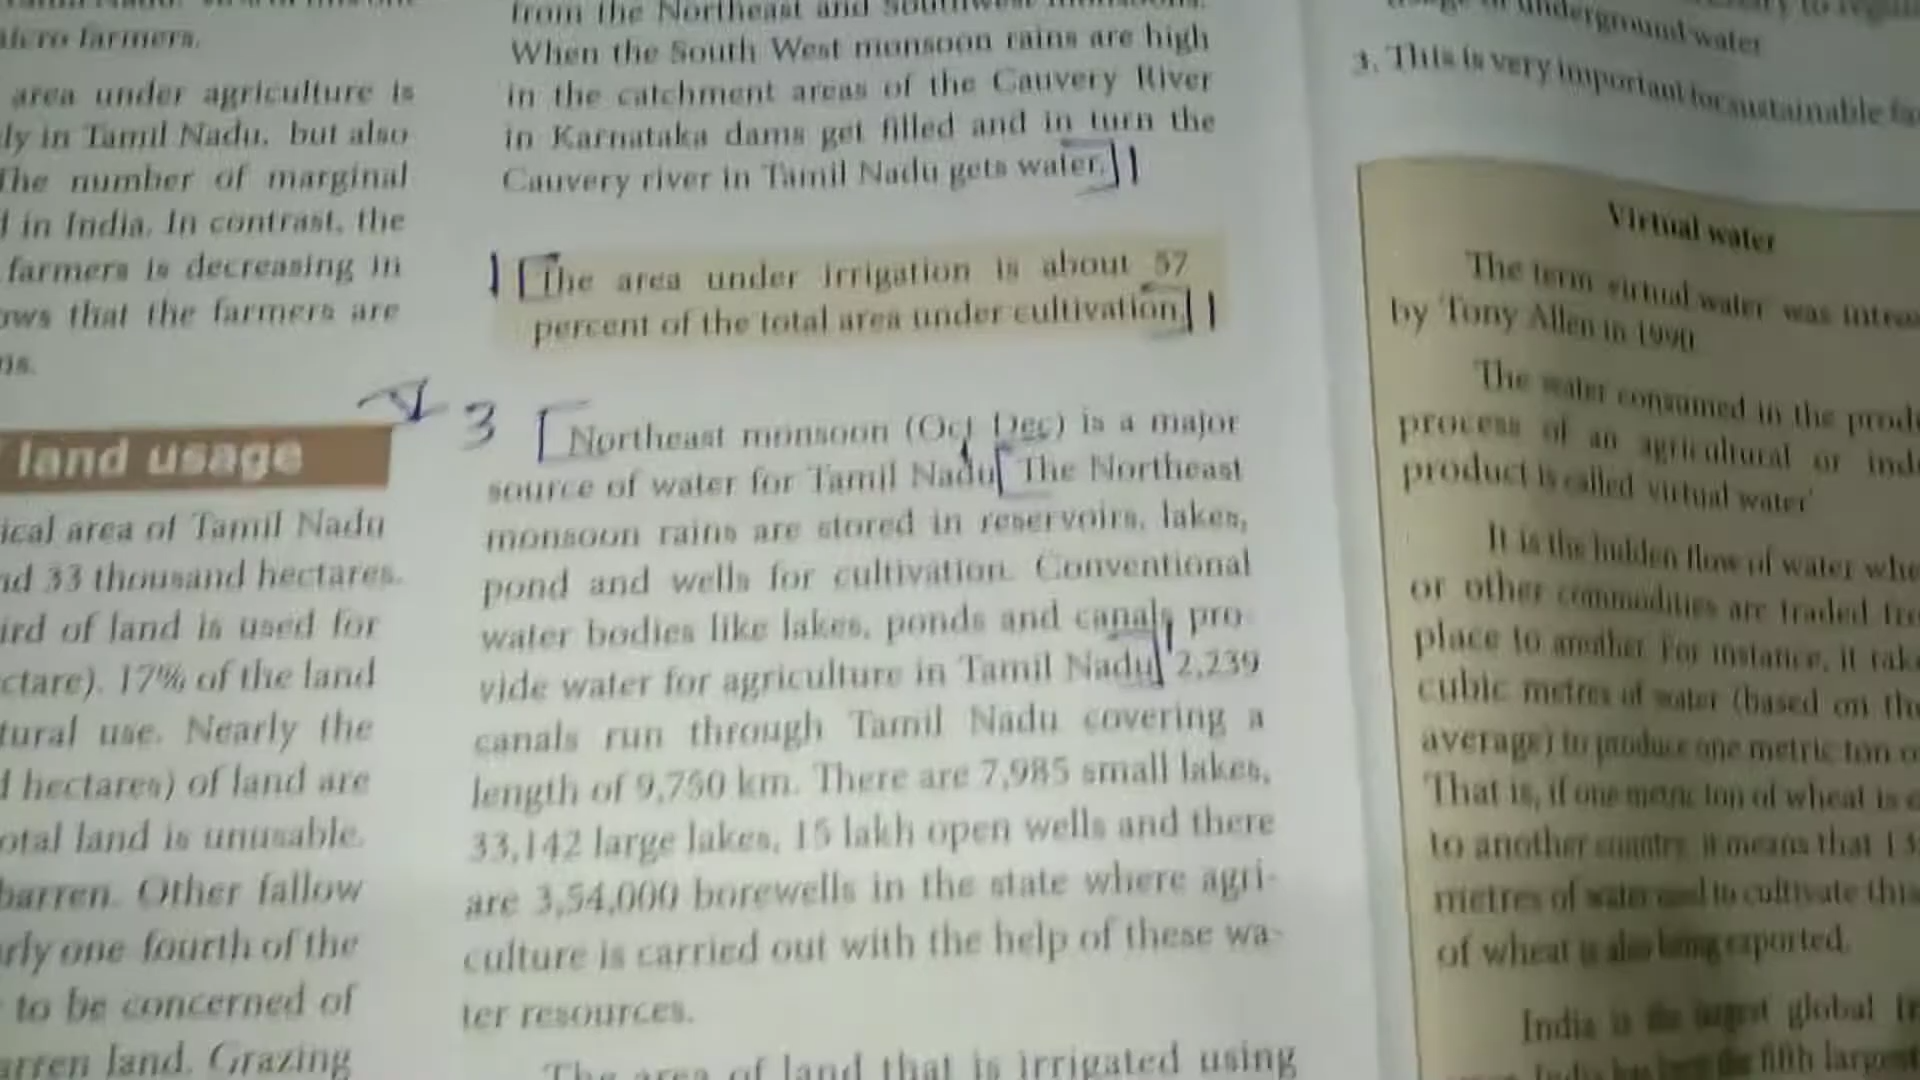 micro farmers.
area under agriculture is
ly in Tamil Nadu, but also
The number of marginal
in India. In contrast, the
farmers is decreasing in
ows that the farmers are
ns.
land usage
ical area of Tamil Nadu
nd 33 thousand hectares.
ird of land is used for
ctare). 17% of the land
tural use. Nearly the
d hectares) of land are
otal land is unusable.
barren. Other fallow
rly one fourth of the
to be concerned of
arren land. Grazing
from the Northeast and Southwest monsoons.
When the South West monsoon rains are high
in the catchment areas of the Cauvery River
in Karnataka dams get filled and in turn the
Cauvery river in Tamil Nadu gets water.
The area under irrigation is about 57
percent of the total area under cultivation.
3
Northeast monsoon (Oct Dec) is a major
source of water for Tamil Nadu. The Northeast
monsoon rains are stored in reservoirs, lakes,
pond and wells for cultivation. Conventional
water bodies like lakes, ponds and canals pro
vide water for agriculture in Tamil Nadu. 2,239
canals run through Tamil Nadu covering a
length of 9,750 km. There are 7,985 small lakes,
33,142 large lakes, 15 lakh open wells and there
are 3,54,000 borewells in the state where agri-
culture is carried out with the help of these wa-
ter resources.
The area of land that is irrigated using
underground water
3. This is very important for sustainable
Virtual water
The term 'virtual water' was
by Tony Allen in 1990.
The water consumed in the
process of an agricultural or
product is called 'virtual water'
It is the hidden flow of water
or other commodities are traded
place to another. For instance, it
cubic metres of water (based on
average) to produce one metric ton
That is, if one metric ton of wheat is
to another country, it means that
metres of water used to cultivate this
of wheat is also being exported.
India is the largest global
the fifth largest